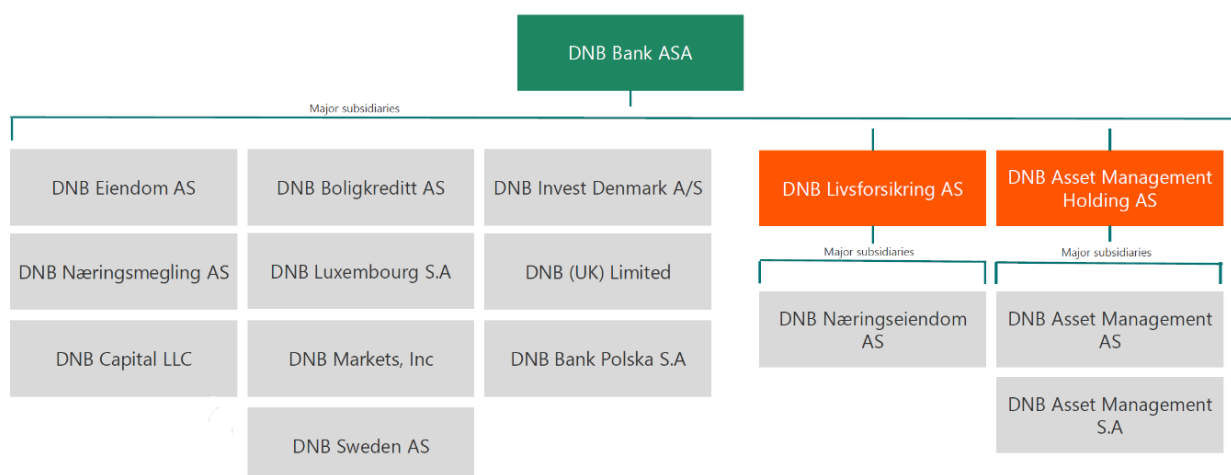 DNB Bank ASA
Major subsidiaries
DNB Eiendom AS
DNB Boligkreditt AS
DNB Invest Denmark A/S
DNB Livsforsikring AS
DNB Asset Management
Holding AS
DNB Næringsmegling AS
DNB Luxembourg S.A
DNB (UK) Limited
Major subsidiaries
Major subsidiaries
DNB Capital LLC
DNB Markets, Inc
DNB Bank Polska S.A
DNB Næringseiendom
AS
DNB Asset Management
AS
DNB Sweden AS
DNB Asset Management
S.A